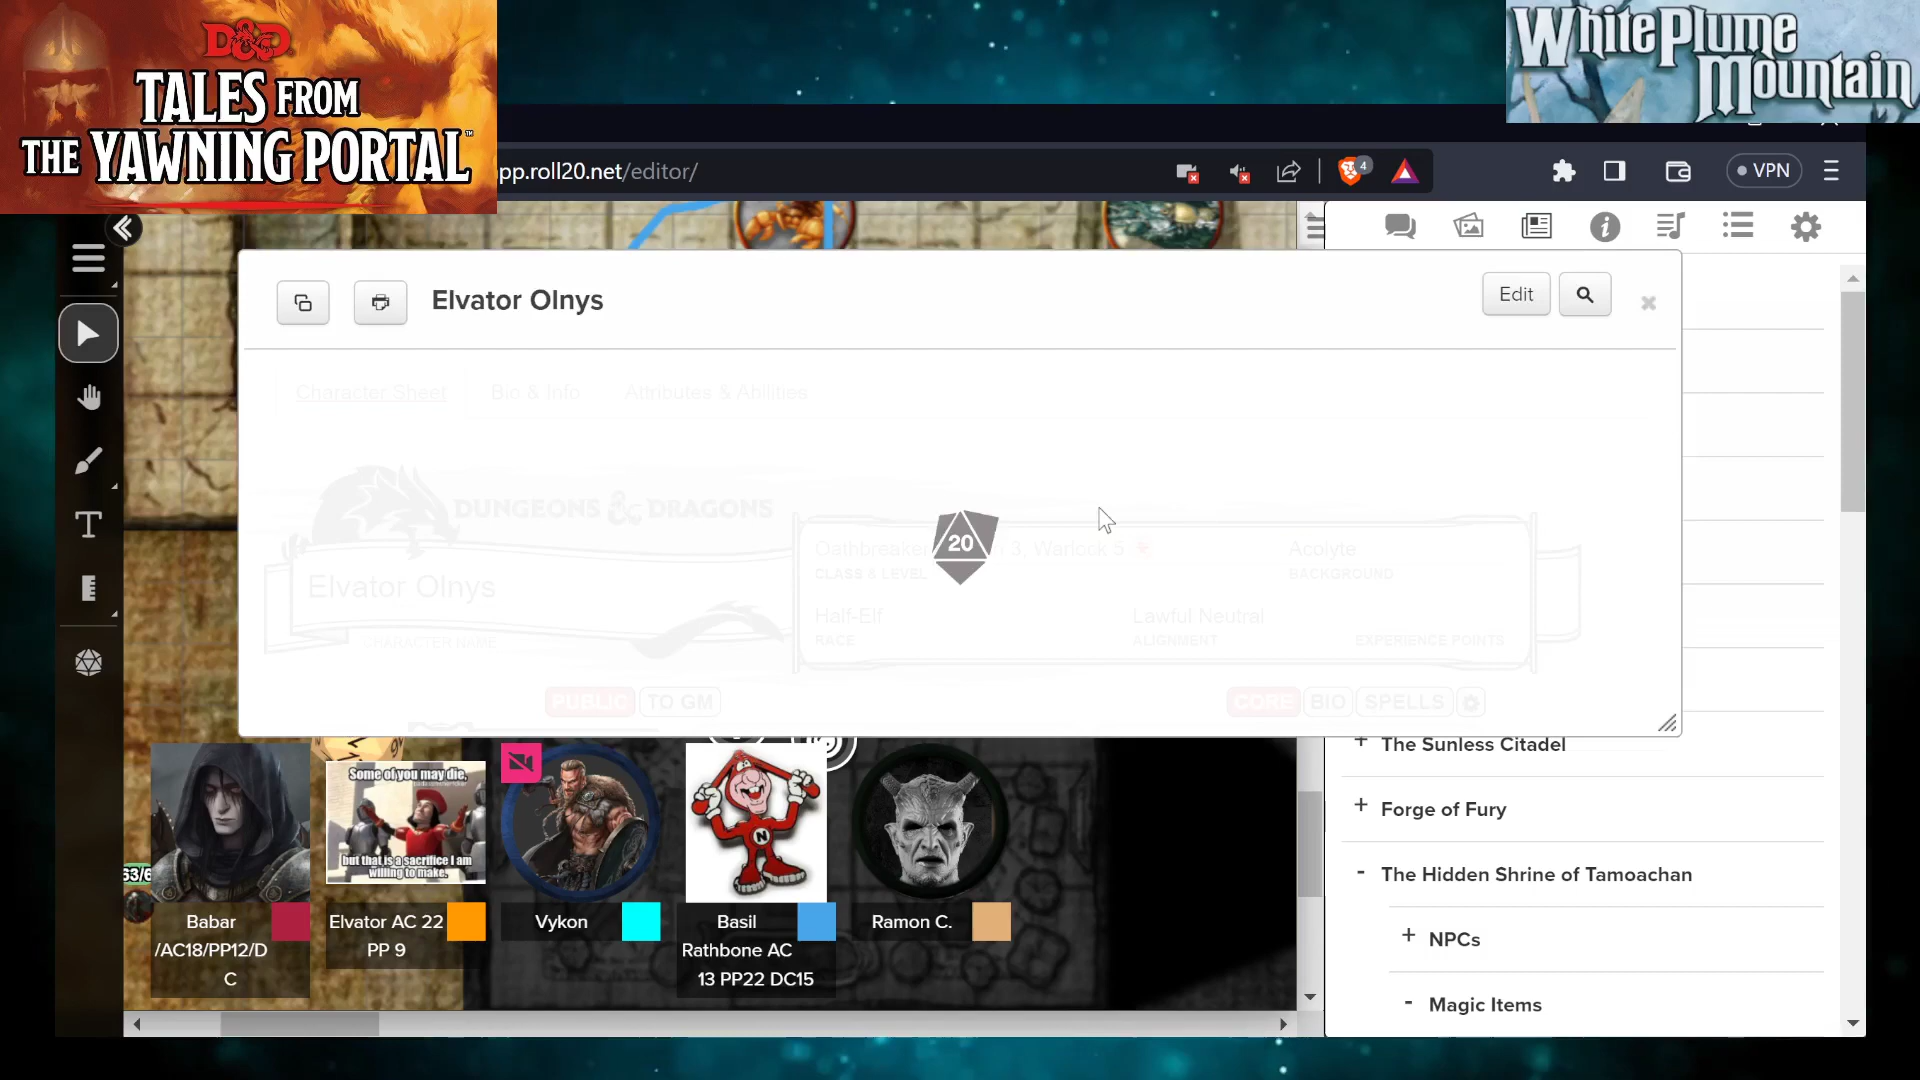 D&D
TALES FROM
THE YAWNING PORTAL™
White Plume
Mountain
pp.roll20.net/editor/
4
VPN
Elvator Olnys
Edit
Character Sheet
Bio & Info
Attributes & Abilities
DUNGEONS & DRAGONS
Elvator Olnys
CHARACTER NAME
Oathbreaker
20
3, Warlock 5
CLASS & LEVEL
Acolyte
BACKGROUND
Half-Elf
RACE
Lawful Neutral
ALIGNMENT
EXPERIENCE POINTS
PUBLIC
TO GM
CORE
BIO
SPELLS
The Sunless Citadel
Forge of Fury
The Hidden Shrine of Tamoachan
NPCs
Magic Items
63/6
Some of you may die,
but that is a sacrifice I am
willing to make.
N
Babar
/AC18/PP12/D
C
Elvator AC 22
PP 9
Vykon
Basil
Rathbone AC
13 PP22 DC15
Ramon C.